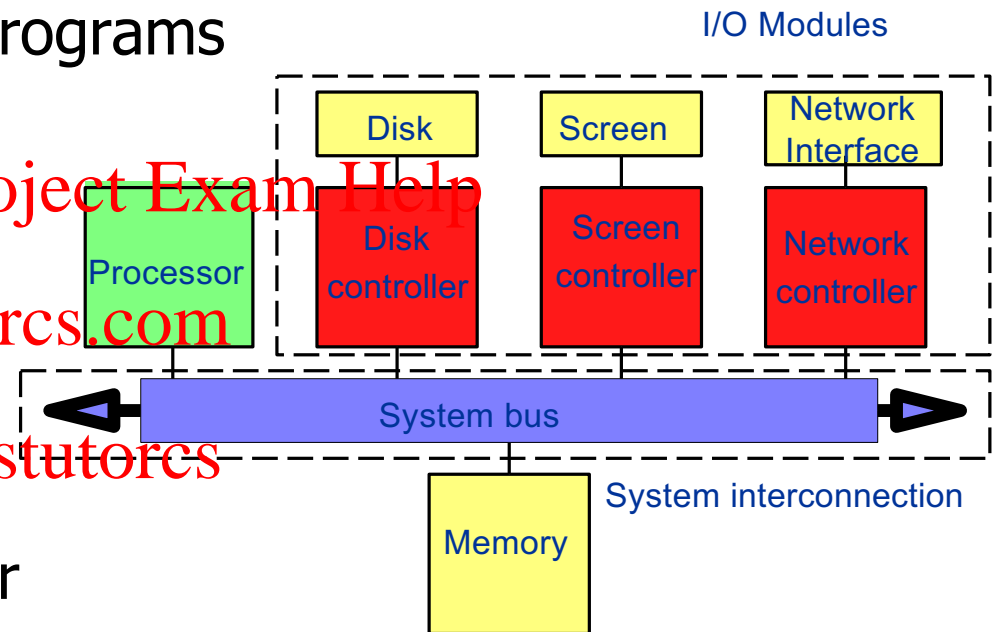 rograms
I/O Modules
Disk
Screen
Network
Interface
oject Exam Help
Processor
Disk
controller
Screen
controller
Network
controller
rcs.com
System bus
stutorcs
System interconnection
Memory
r